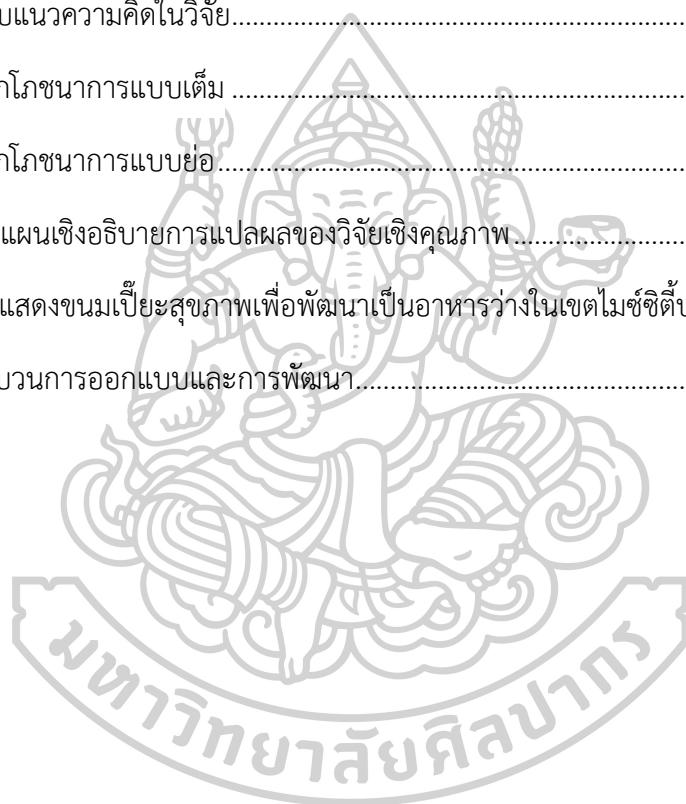 บแนวความคิดในวิจัย
กโภชนาการแบบเต็ม
กโภชนาการแบบย่อ
แผนเชิงอธิบายการแปลผลของวิจัยเชิงคุณภาพ
แสดงขนมเปี๊ยะสุขภาพเพื่อพัฒนาเป็นอาหารว่างในเขตไมซ์ซิตี้
บวนการออกแบบและการพัฒนา
มหาวิทยาลัยศิลปากร